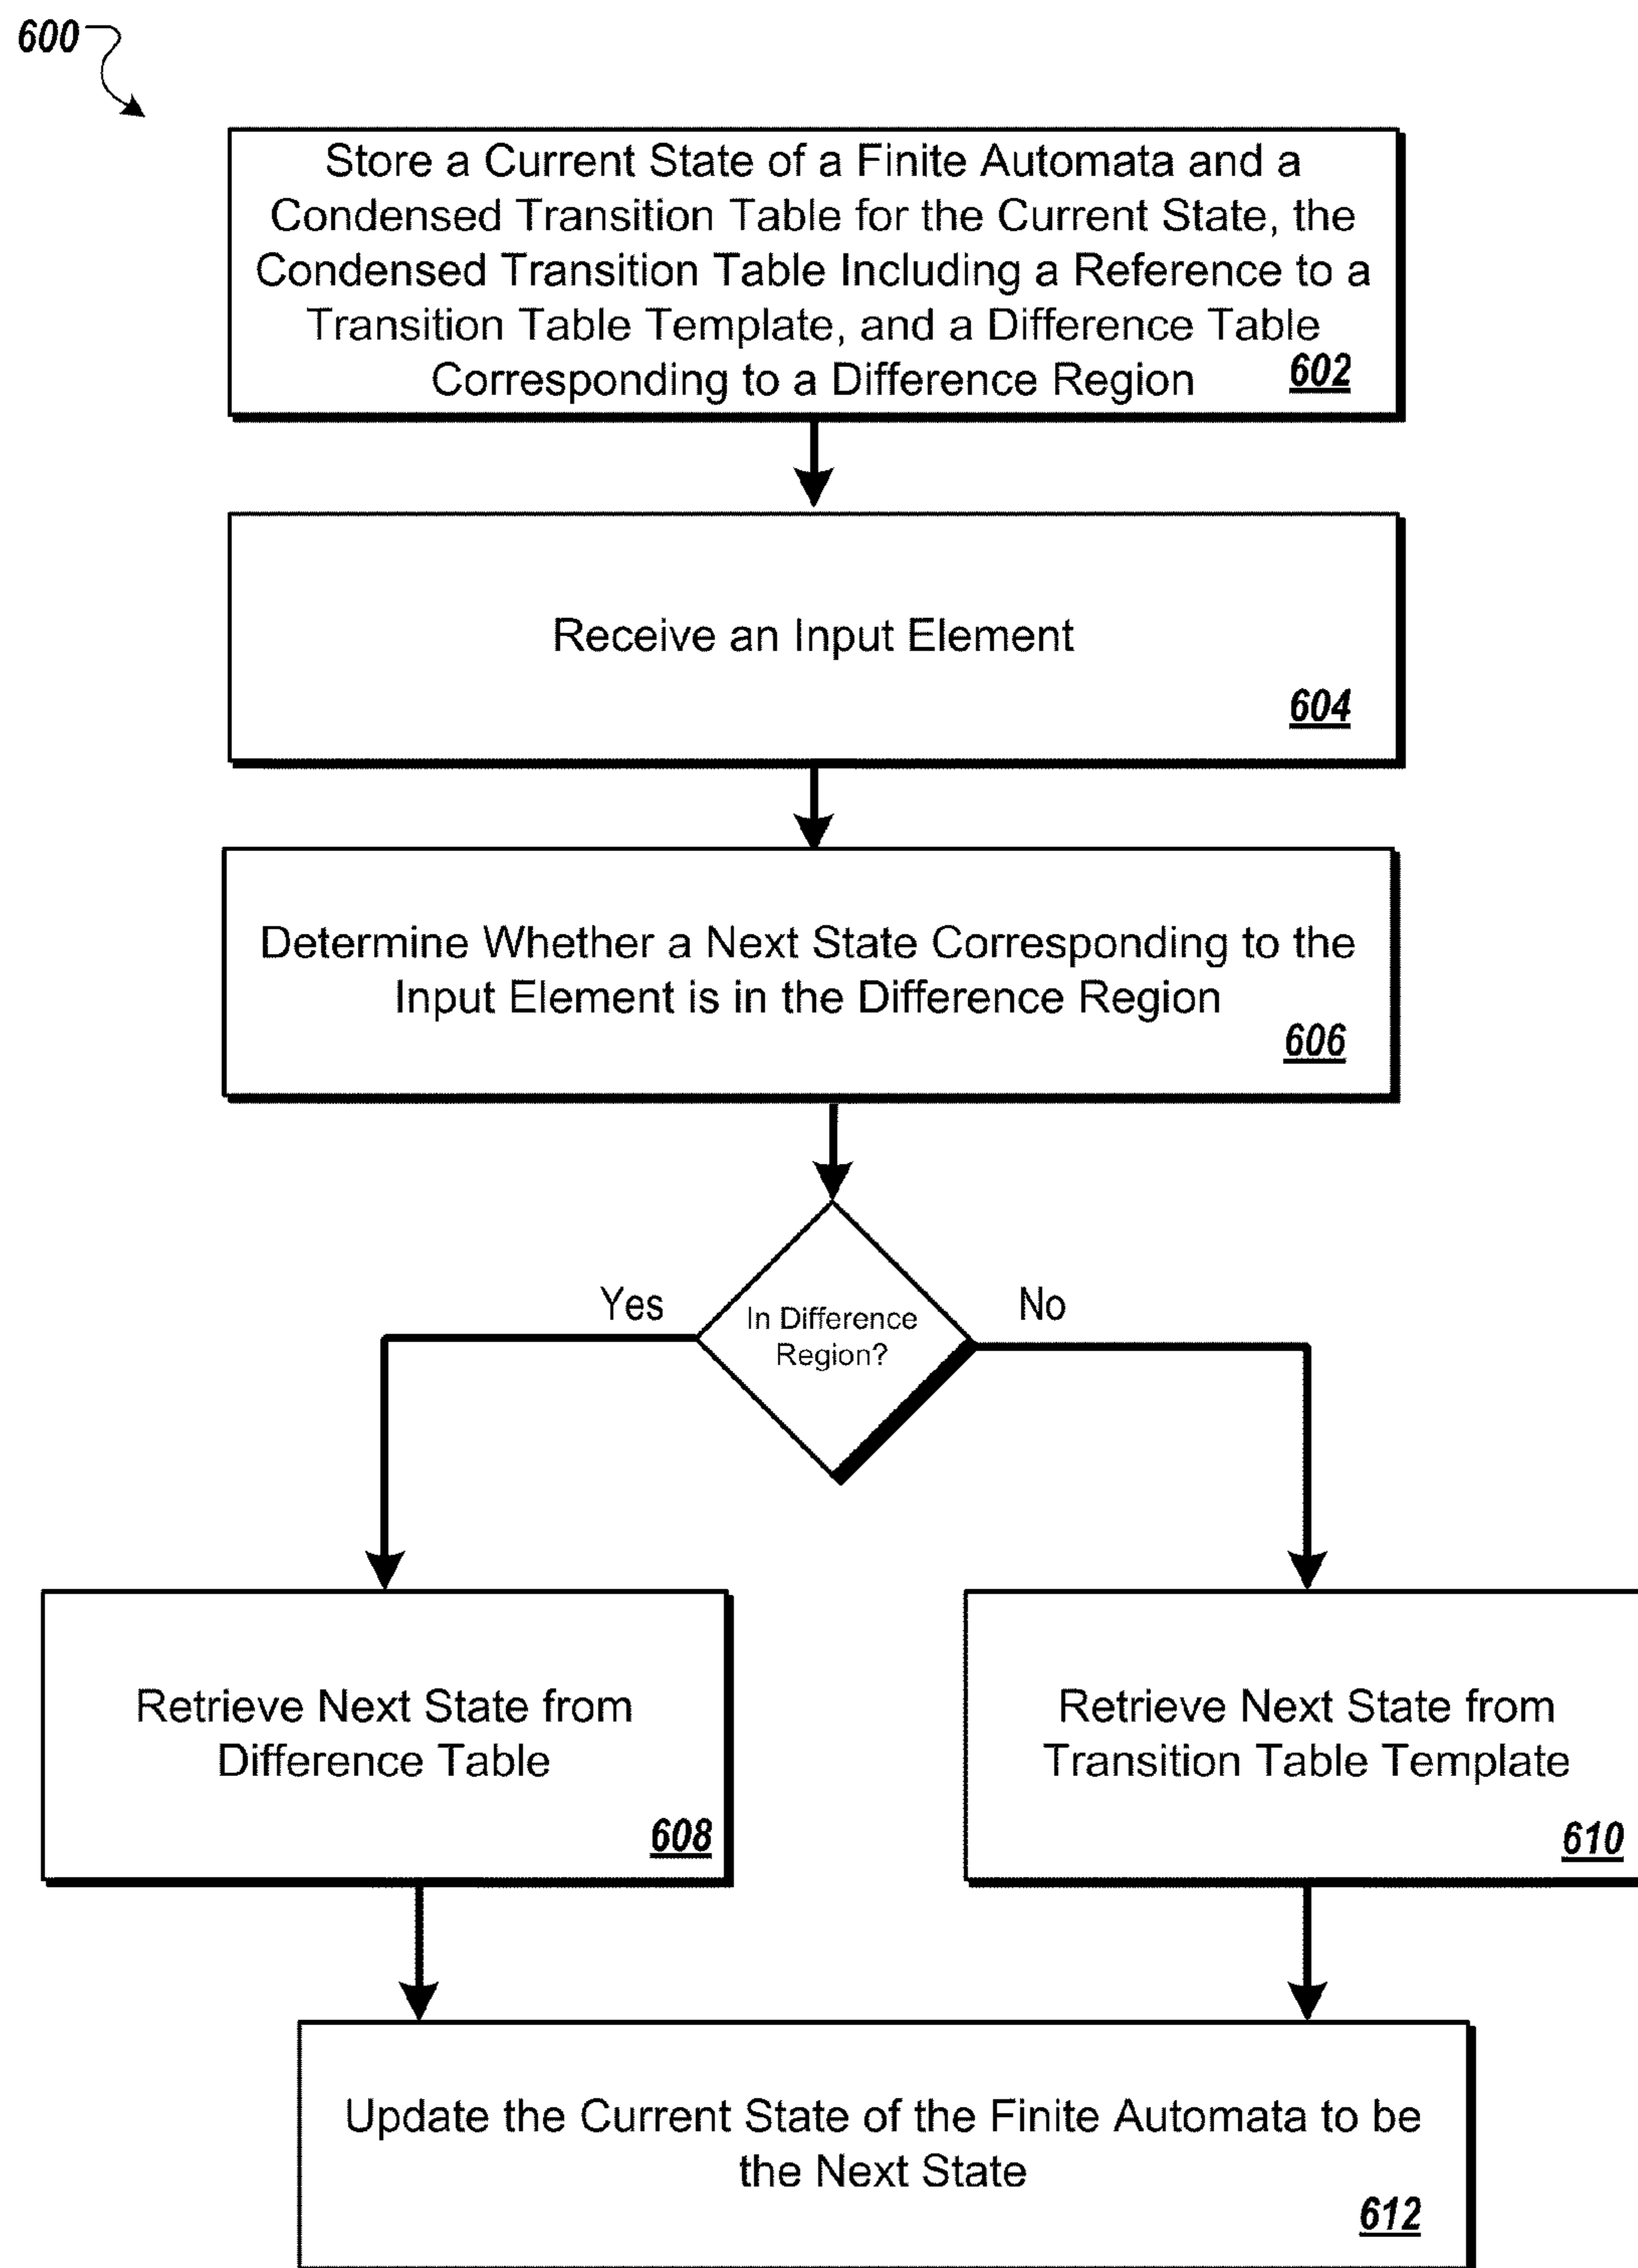 600
Store a Current State of a Finite Automata and a
Condensed Transition Table for the Current State, the
Condensed Transition Table Including a Reference to a
Transition Table Template, and a Difference Table
Corresponding to a Difference Region
602
Receive an Input Element
604
Determine Whether a Next State Corresponding to the
Input Element is in the Difference Region
606
Yes
In Difference
Region?
No
Retrieve Next State from
Difference Table
608
Retrieve Next State from
Transition Table Template
610
Update the Current State of the Finite Automata to be
the Next State
612